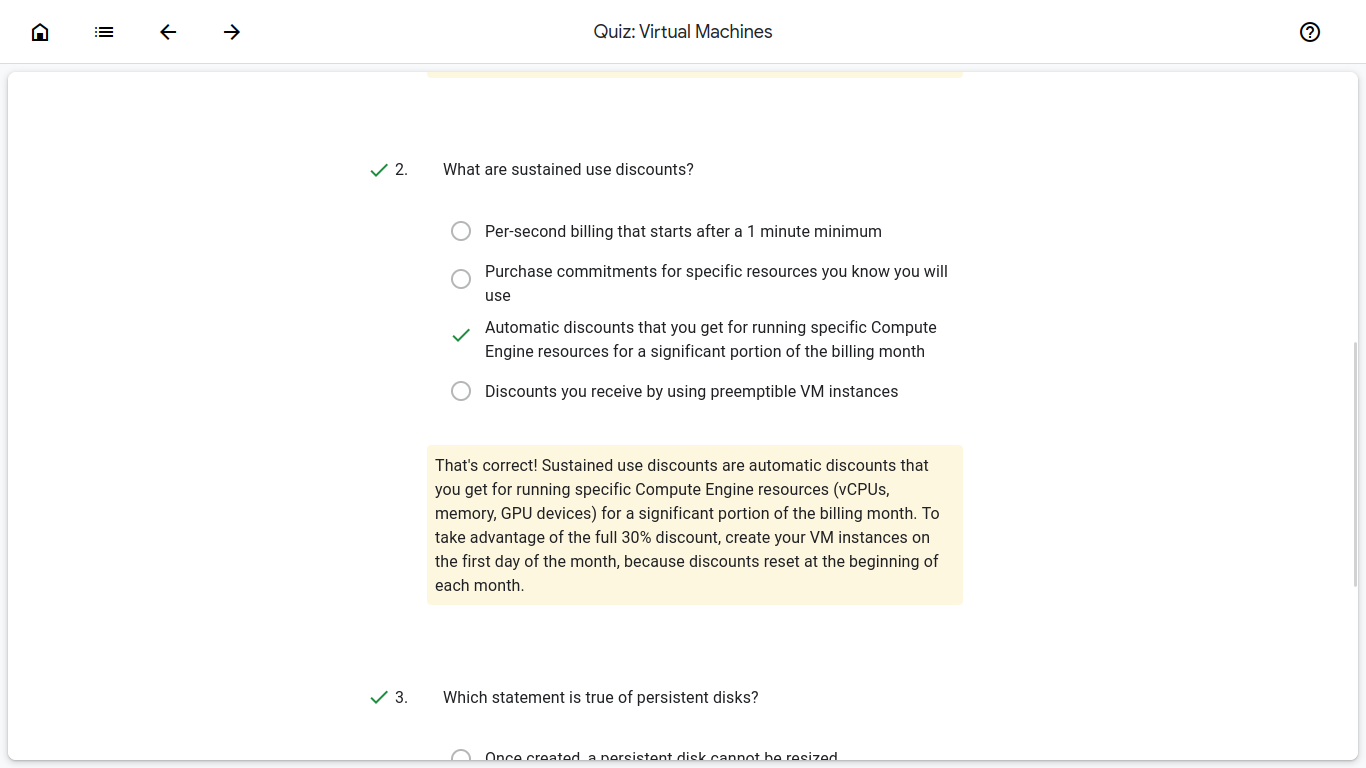 Quiz: Virtual Machines
2. What are sustained use discounts?
Per-second billing that starts after a 1 minute minimum
Purchase commitments for specific resources you know you will
use
Automatic discounts that you get for running specific Compute
Engine resources for a significant portion of the billing month
Discounts you receive by using preemptible VM instances
That's correct! Sustained use discounts are automatic discounts that
you get for running specific Compute Engine resources (vCPUs,
memory, GPU devices) for a significant portion of the billing month. To
take advantage of the full 30% discount, create your VM instances on
the first day of the month, because discounts reset at the beginning of
each month.
3. Which statement is true of persistent disks?
Once created, a persistent disk cannot be resized